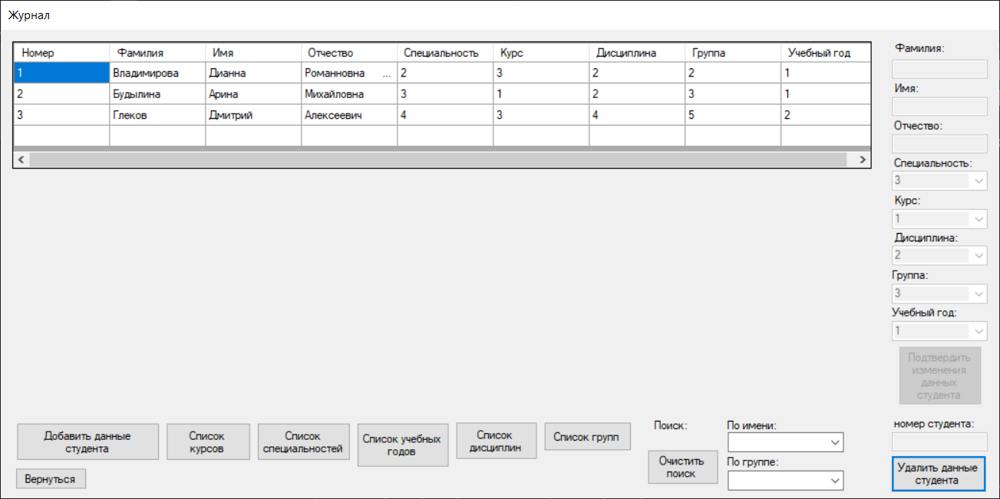 Журнал
Номер Фамилия Имя Отчество Специальность Курс Дисциплина Группа Учебный год
1 Владимирова Дианна Романновна ... 2 3 2 2 1
2 Будылина Арина Михайловна 3 1 2 3 1
3 Глеков Дмитрий Алексеевич 4 3 4 5 2
Фамилия:
Имя:
Отчество:
Специальность:
3
Курс:
1
Дисциплина:
2
Группа:
3
Учебный год:
1
Подтвердить
изменения
данных
студента
номер студента:
Удалить данные
студента
Добавить данные
студента
Список
курсов
Список
специальностей
Список учебных
годов
Список
дисциплин
Список групп
Поиск:
По имени:
Очистить
поиск
По группе:
Вернуться